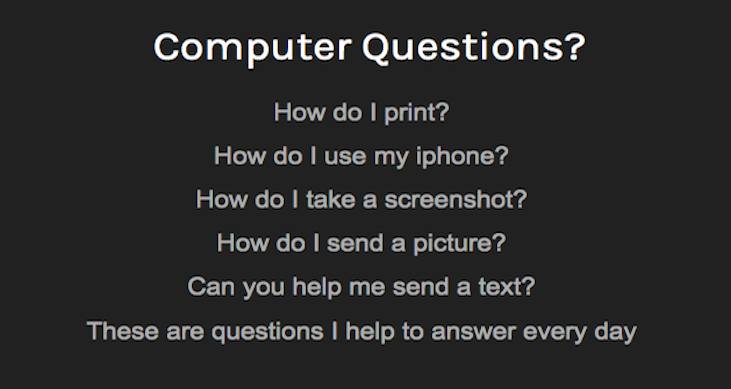 Computer Questions?
How do I print?
How do I use my iphone?
How do I take a screenshot?
How do I send a picture?
Can you help me send a text?
These are questions I help to answer every day